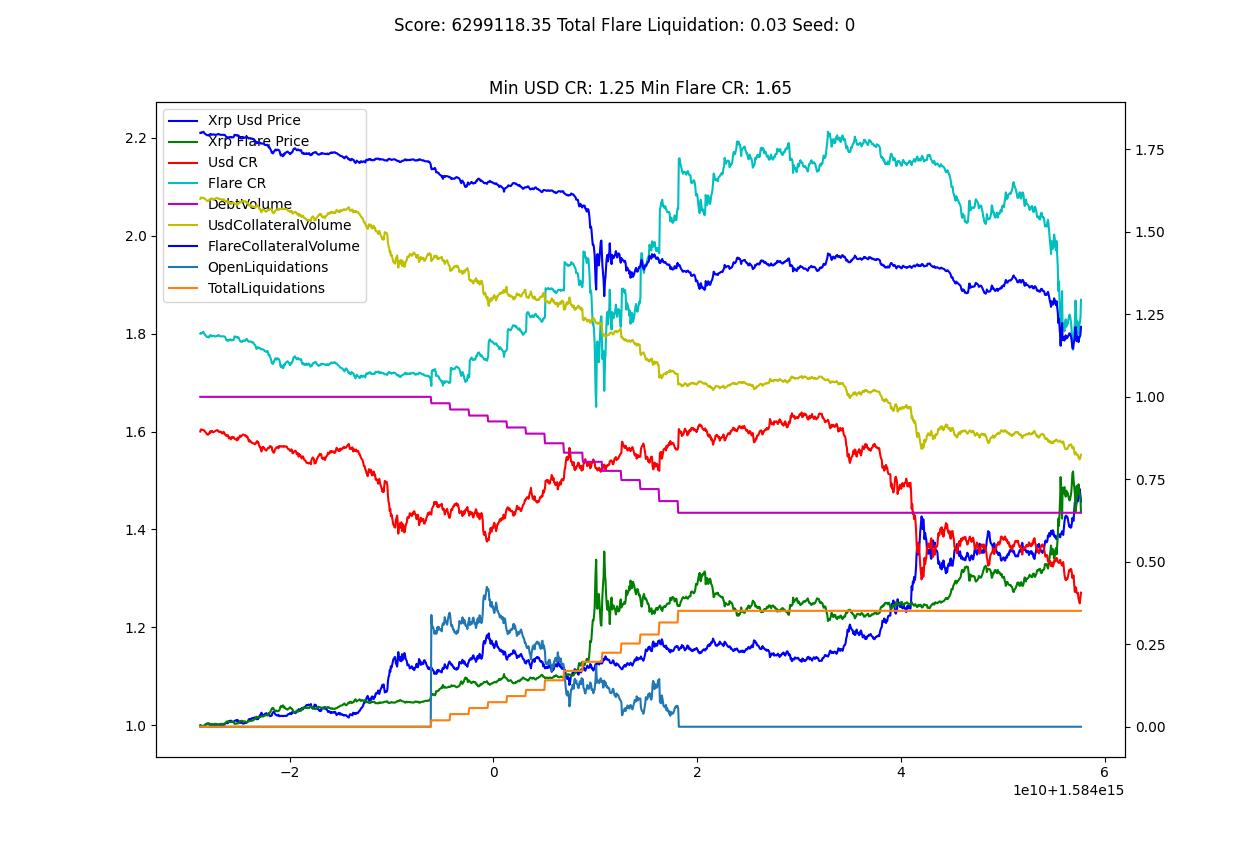 Score: 6299118.35 Total Flare Liquidation: 0.03 Seed: 0
Min USD CR: 1.25 Min Flare CR: 1.65
Xrp Usd Price
Xrp Flare Price
Usd CR
Flare CR
DebtVolume
UsdCollateralVolume
FlareCollateralVolume
OpenLiquidations
TotalLiquidations
2.2
2.0
1.8
1.6
1.4
1.2
1.0
1.75
1.50
1.25
1.00
0.75
0.50
0.25
0.00
−2 0 2 4 6
1e10+1.584e15